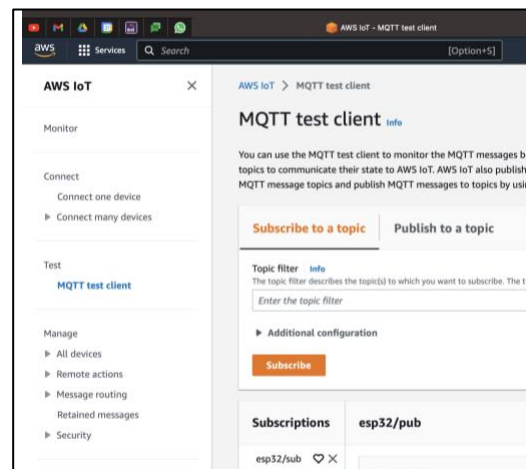 AWS IoT - MQTT test client
aws Services Search [Option+S]
AWS IoT
Monitor
Connect
Connect one device
Connect many devices
Test
MQTT test client
Manage
All devices
Remote actions
Message routing
Retained messages
Security
AWS IoT > MQTT test client
MQTT test client Info
You can use the MQTT test client to monitor the MQTT messages b
topics to communicate their state to AWS IoT. AWS IoT also publish
MQTT message topics and publish MQTT messages to topics by usi
Subscribe to a topic Publish to a topic
Topic filter Info
The topic filter describes the topic(s) to which you want to subscribe. The t
Enter the topic filter
Additional configuration
Subscribe
Subscriptions esp32/pub
esp32/sub